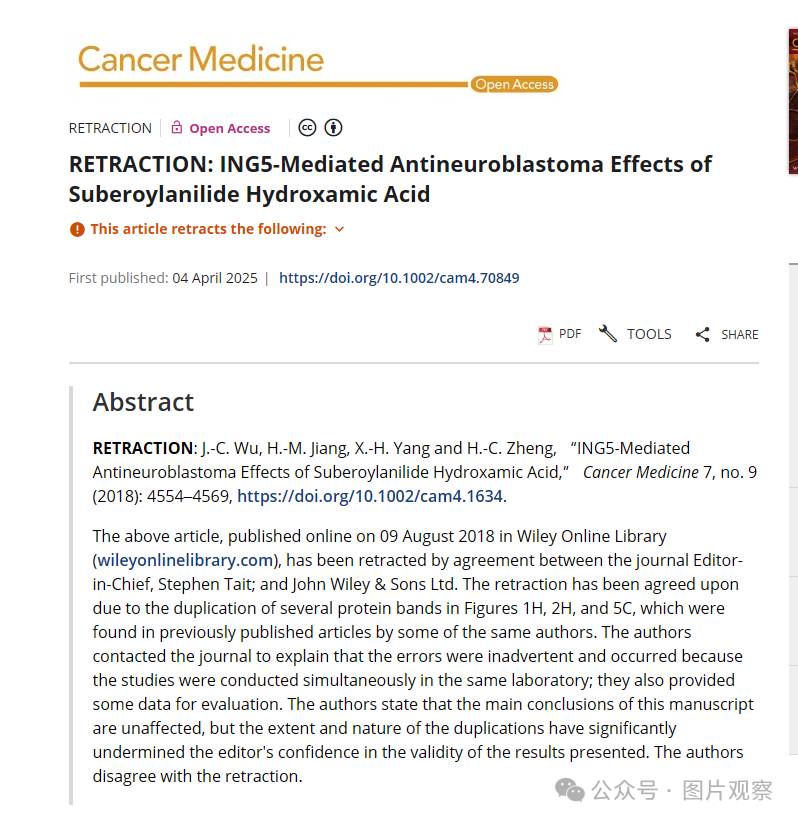 Cancer Medicine
Open Access
RETRACTION Open Access
RETRACTION: ING5-Mediated Antineuroblastoma Effects of
Suberoylanilide Hydroxamic Acid
This article retracts the following:
First published: 04 April 2025 | https://doi.org/10.1002/cam4.70849
PDF TOOLS SHARE
Abstract
RETRACTION: J.-C. Wu, H.-M. Jiang, X.-H. Yang and H.-C. Zheng, “ING5-Mediated
Antineuroblastoma Effects of Suberoylanilide Hydroxamic Acid,” Cancer Medicine 7, no. 9
(2018): 4554–4569, https://doi.org/10.1002/cam4.1634.
The above article, published online on 09 August 2018 in Wiley Online Library
(wileyonlinelibrary.com), has been retracted by agreement between the journal Editor-
in-Chief, Stephen Tait; and John Wiley & Sons Ltd. The retraction has been agreed upon
due to the duplication of several protein bands in Figures 1H, 2H, and 5C, which were
found in previously published articles by some of the same authors. The authors
contacted the journal to explain that the errors were inadvertent and occurred because
the studies were conducted simultaneously in the same laboratory; they also provided
some data for evaluation. The authors state that the main conclusions of this manuscript
are unaffected, but the extent and nature of the duplications have significantly
undermined the editor's confidence in the validity of the results presented. The authors
disagree with the retraction.
公众号 · 图片观察